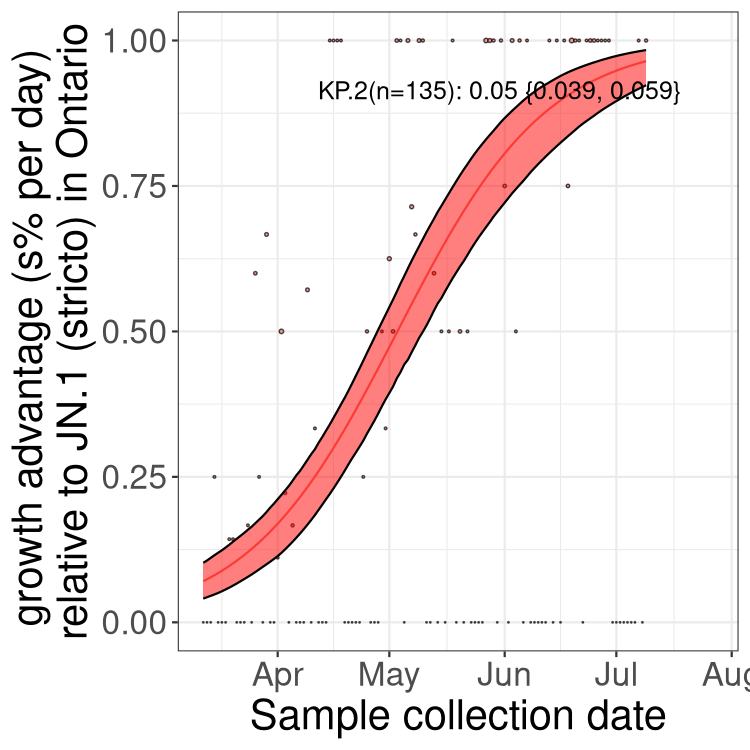 growth advantage (s% per day)
relative to JN.1 (stricto) in Ontario
1.00
0.75
0.50
0.25
0.00
KP.2(n=135): 0.05 {0.039, 0.059}
Apr May Jun Jul Aug
Sample collection date